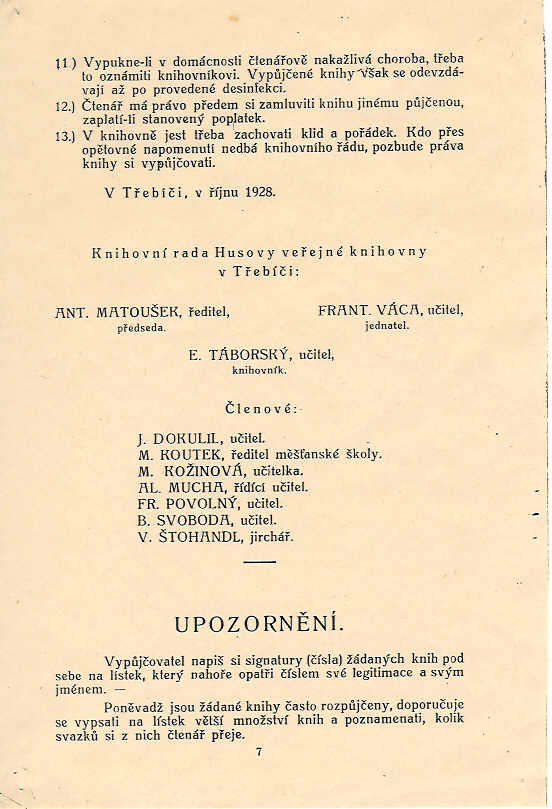 11.) Vypukne-li v domácnosti čtenářově nakažlivá choroba, třeba
to oznámiti knihovníkovi. Vypůjčené knihy však se odevzdá-
vají až po provedené desinfekci.
12.) Čtenář má právo předem si zamluviti knihu jinému půjčenou,
zaplatí-li stanovený poplatek.
13.) V knihovně jest třeba zachovati klid a pořádek. Kdo přes
opětovné napomenutí nedbá knihovního řádu, pozbude práva
knihy si vypůjčovati.
V Třebíči, v říjnu 1928.
Knihovní rada Husovy veřejné knihovny
v Třebíči:
ANT. MATOUŠEK, ředitel,
předseda.
FRANT. VÁCA, učitel,
jednatel.
E. TÁBORSKÝ, učitel,
knihovník.
Členové:
J. DOKULIL, učitel.
M. KOUTEK, ředitel měšťanské školy.
M. KOŽINOVÁ, učitelka.
AL. MUCHA, řídící učitel.
FR. POVOLNÝ, učitel.
B. SVOBODA, učitel.
V. ŠTOHANDL, jirchář.
UPOZORNĚNÍ.
Vypůjčovatel napiš si signatury (čísla) žádaných knih pod
sebe na lístek, který nahoře opatři číslem své legitimace a svým
jménem. —
Poněvadž jsou žádané knihy často rozpůjčeny, doporučuje
se vypsati na lístek větší množství knih a poznamenati, kolik
svazků si z nich čtenář přeje.
7